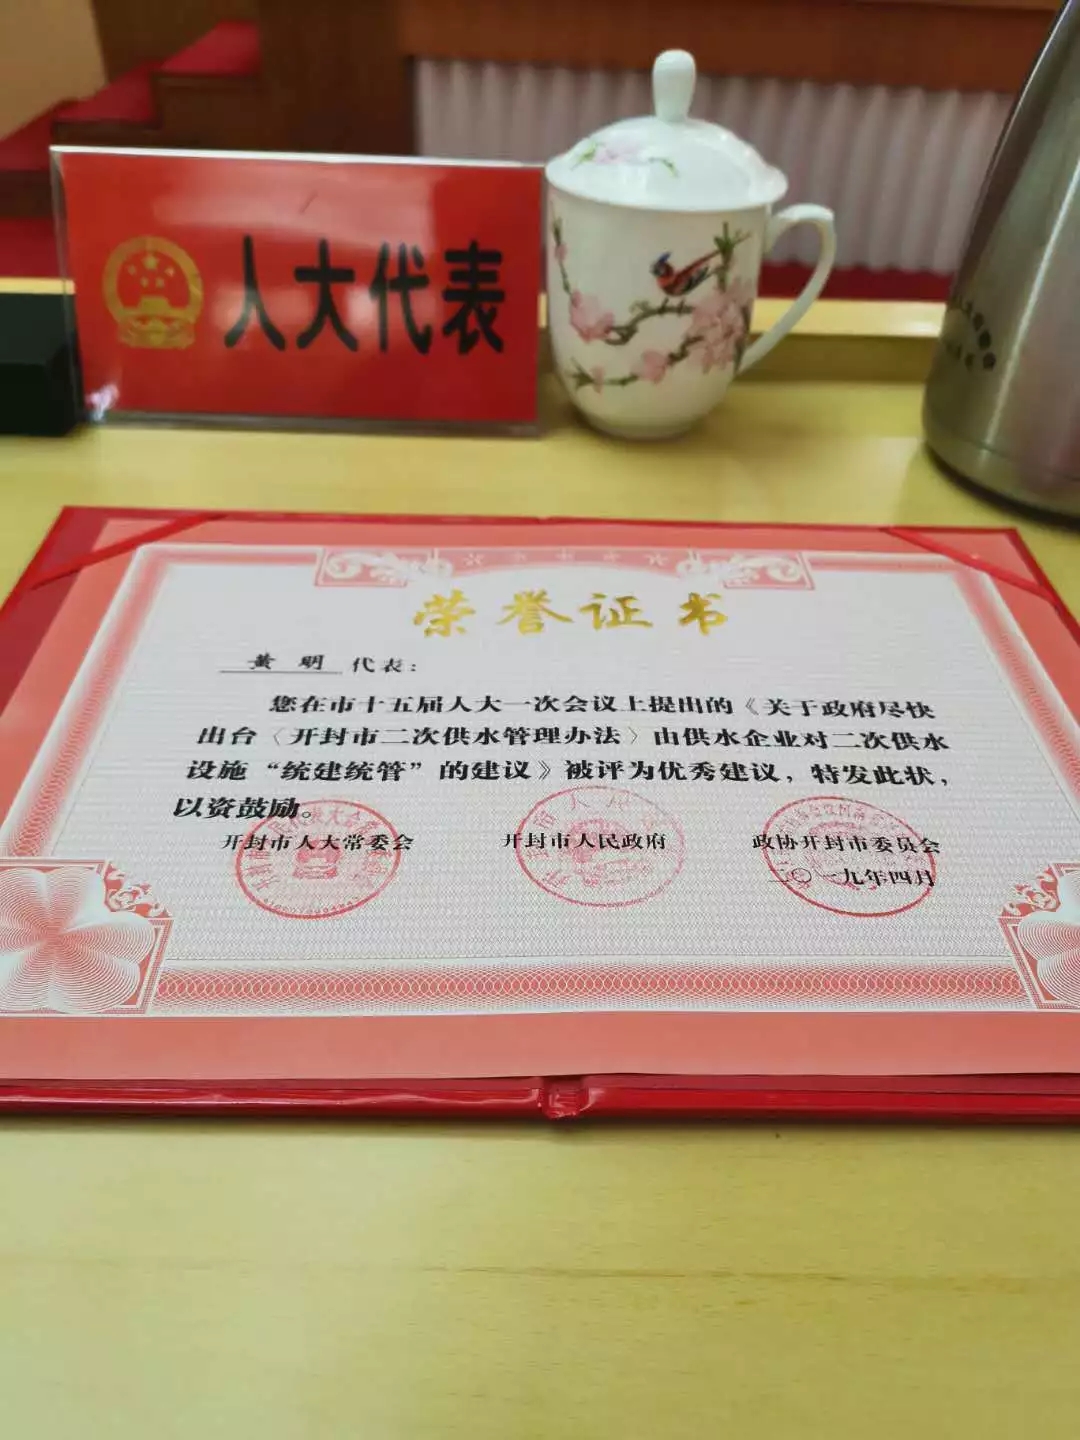 人大代表
荣誉证书
黄明代表：
您在市十五届人大一次会议上提出的《关于政府尽快
出台〈开封市二次供水管理办法〉由供水企业对二次供水
设施“统建统管”的建议》被评为优秀建议，特发此状，
以资鼓励。
开封市人大常委会 开封市人民政府 政协开封市委员会
二〇一九年四月